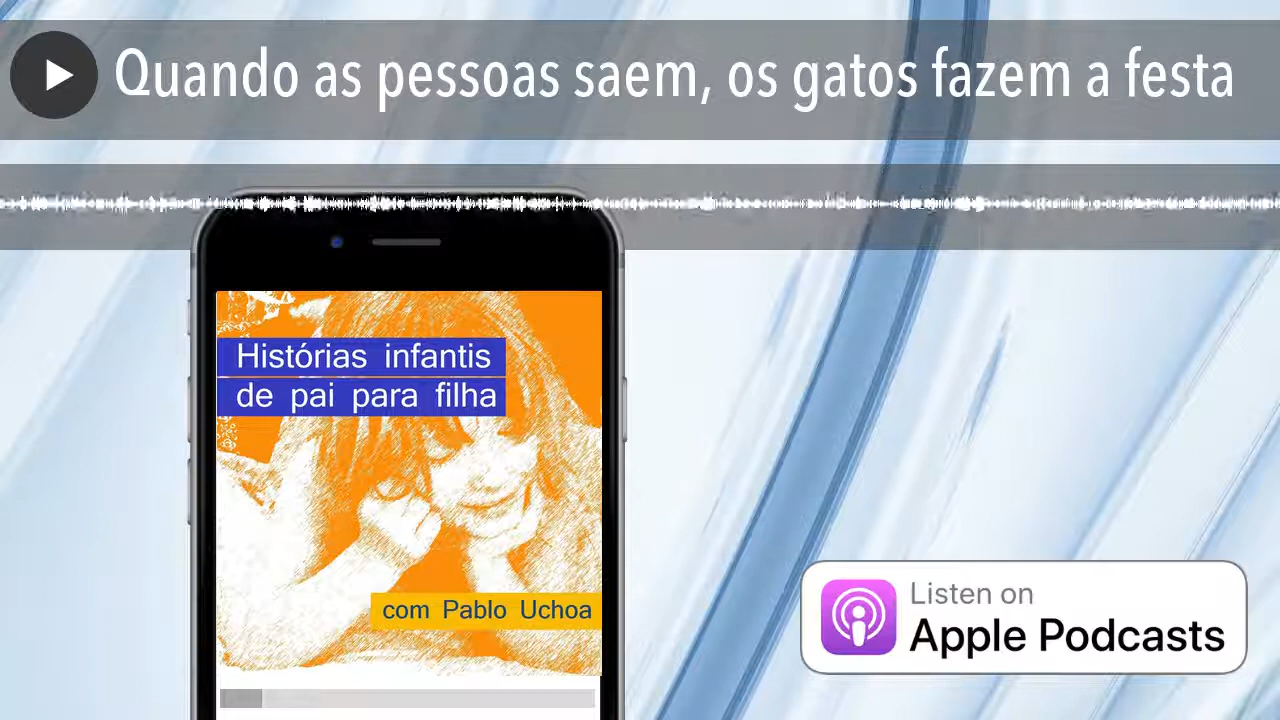 Quando as pessoas saem, os gatos fazem a festa
Histórias infantis
de pai para filha
com Pablo Uchoa
Listen on
Apple Podcasts